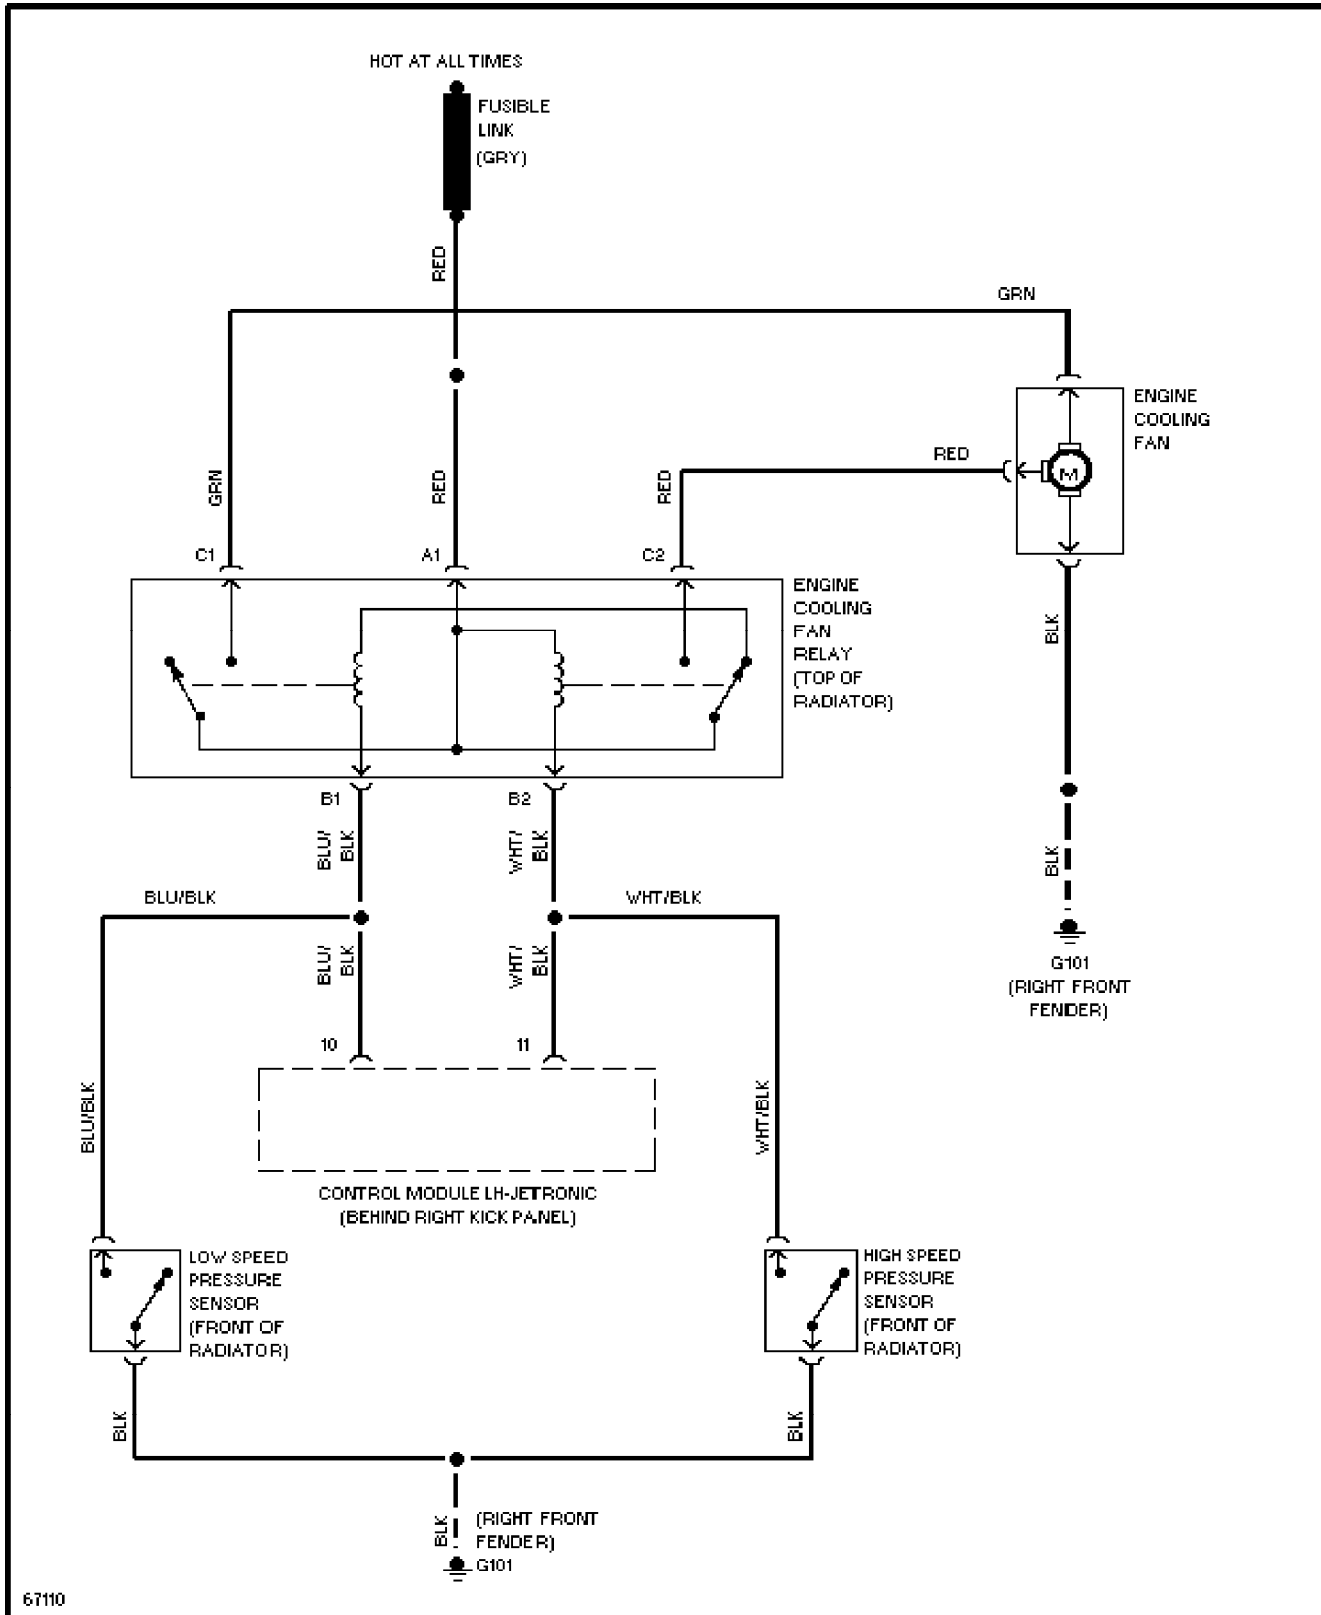 HOT AT ALL TIMES
FUSIBLE
LINK
(GRY)
RED
GRN
ENGINE
COOLING
FAN
RED
M
GRN
RED
RED
C1
A1
C2
ENGINE
COOLING
FAN
RELAY
(TOP OF
RADIATOR)
BLK
B1
B2
BLU/
BLK
WHT/
BLK
BLK
BLU/BLK
WHT/BLK
BLU/
BLK
WHT/
BLK
G101
(RIGHT FRONT
FENDER)
10
11
BLU/BLK
WHT/BLK
CONTROL MODULE LH-JETRONIC
(BEHIND RIGHT KICK PANEL)
LOW SPEED
PRESSURE
SENSOR
(FRONT OF
RADIATOR)
HIGH SPEED
PRESSURE
SENSOR
(FRONT OF
RADIATOR)
BLK
BLK
BLK
(RIGHT FRONT
FENDER)
G101
67110